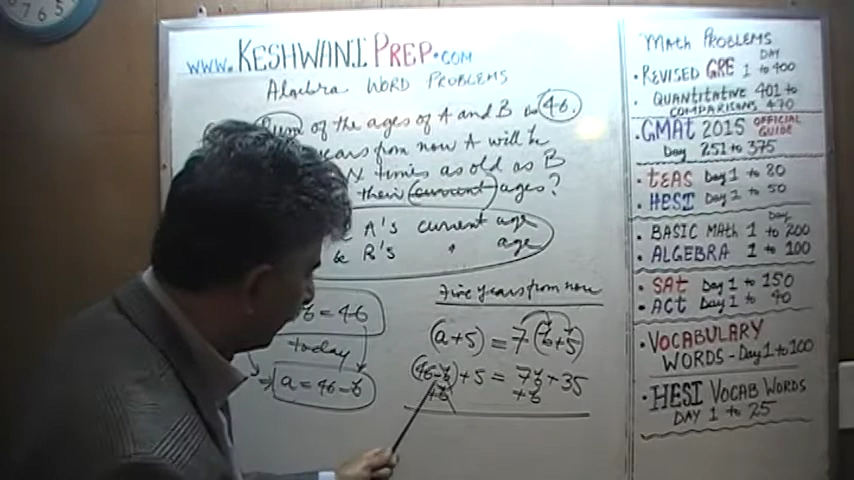 www.KESHWANIPREP.COM
Algebra WORD PROBLEMS
Sum of the ages of A and B is 46.
years from now A will be
times as old as B
their current ages?
A's current age
& B's " age
b = 46
today
⇒ a = 46 - b
Five years from now
(a+5) = 7(b+5)
(46-b)+5 = 7b+35
+b +b
MATH PROBLEMS
DAY
• REVISED GRE 1 to 400
• QUANTITATIVE 401 to
COMPARISONS 470
• GMAT 2015 OFFICIAL GUIDE
Day 251 to 375
• TEAS Day 1 to 80
• HESI Day 1 to 50
Day
• BASIC MATH 1 to 200
• ALGEBRA 1 to 100
• SAT Day 1 to 150
• ACT Day 1 to 40
• VOCABULARY
WORDS - Day 1 to 100
• HESI VOCAB WORDS
DAY 1 to 25
7 6 5